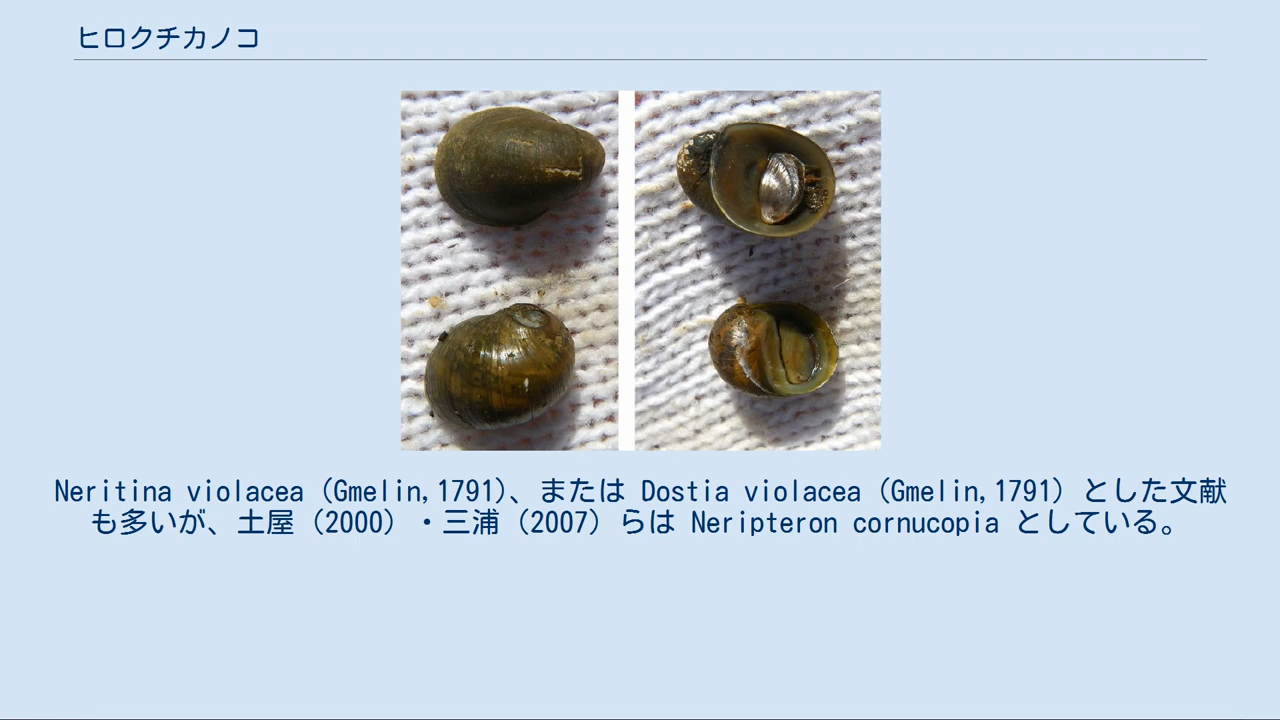 ヒロクチカノコ
Neritina violacea (Gmelin,1791)、または Dostia violacea (Gmelin,1791) とした文献
も多いが、土屋 (2000) ・三浦 (2007) らは Neripteron cornucopia としている。